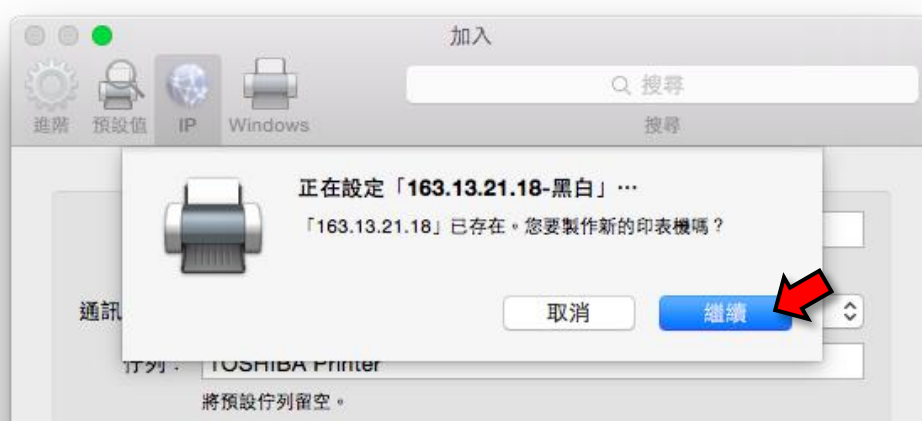 加入
搜尋
進階 預設值 IP Windows 搜尋
正在設定「163.13.21.18-黑白」…
「163.13.21.18」已存在。您要製作新的印表機嗎？
通訊
取消 繼續
佇列： TOSHIBA Printer
將預設佇列留空。